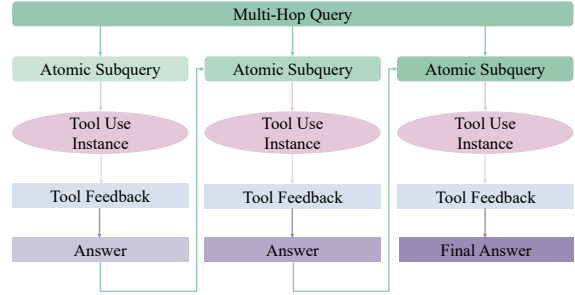 Multi-Hop Query
Atomic Subquery
Atomic Subquery
Atomic Subquery
Tool Use
Instance
Tool Use
Instance
Tool Use
Instance
Tool Feedback
Tool Feedback
Tool Feedback
Answer
Answer
Final Answer